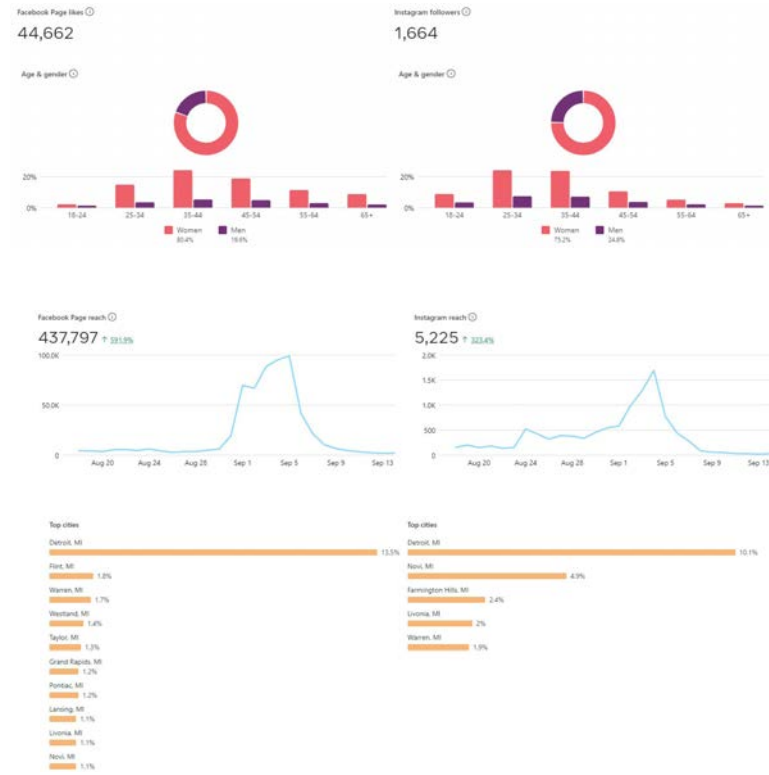 Facebook Page likes
44,662
Age & gender
20%
0%
18-24 25-34 35-44 45-54 55-64 65+
Women Men
80.4% 19.6%
Instagram followers
1,664
Age & gender
20%
0%
18-24 25-34 35-44 45-54 55-64 65+
Women Men
75.2% 24.8%
Facebook Page reach
437,797 ↑ 391.9%
100.0K
50.0K
0
Aug 20 Aug 24 Aug 28 Sep 1 Sep 5 Sep 9 Sep 13
Instagram reach
5,225 ↑ 323.4%
2.0K
1.5K
1.0K
500
0
Aug 20 Aug 24 Aug 28 Sep 1 Sep 5 Sep 9 Sep 13
Top cities
Detroit, MI
13.5%
Flint, MI
1.8%
Warren, MI
1.7%
Westland, MI
1.4%
Taylor, MI
1.3%
Grand Rapids, MI
1.2%
Pontiac, MI
1.2%
Lansing, MI
1.1%
Livonia, MI
1.1%
Novi, MI
1.1%
Top cities
Detroit, MI
10.1%
Novi, MI
4.9%
Farmington Hills, MI
2.4%
Livonia, MI
2%
Warren, MI
1.9%